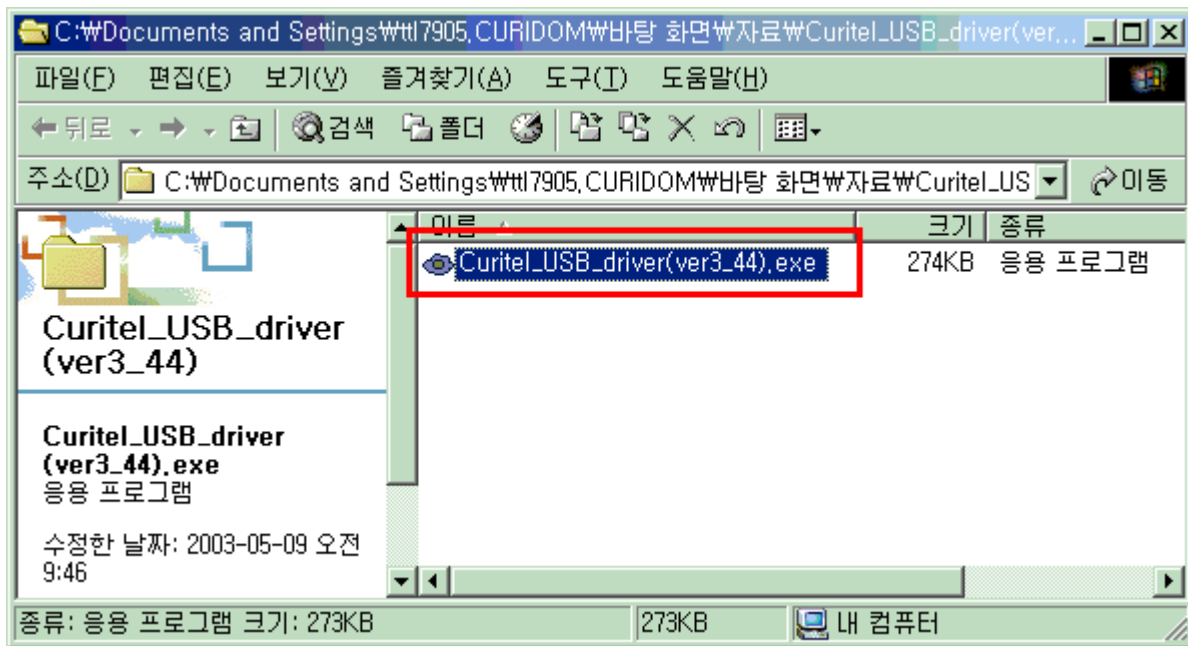 C:₩Documents and Settings₩ttl7905.CURIDOM₩바탕 화면₩자료₩Curitel_USB_driver(ver...
파일(F) 편집(E) 보기(V) 즐겨찾기(A) 도구(T) 도움말(H)
뒤로 검색 폴더
주소(D) C:₩Documents and Settings₩ttl7905.CURIDOM₩바탕 화면₩자료₩Curitel_US 이동
이름 크기 종류
Curitel_USB_driver(ver3_44).exe 274KB 응용 프로그램
Curitel_USB_driver
(ver3_44)
Curitel_USB_driver
(ver3_44).exe
응용 프로그램
수정한 날짜: 2003-05-09 오전
9:46
종류: 응용 프로그램 크기: 273KB 273KB 내 컴퓨터